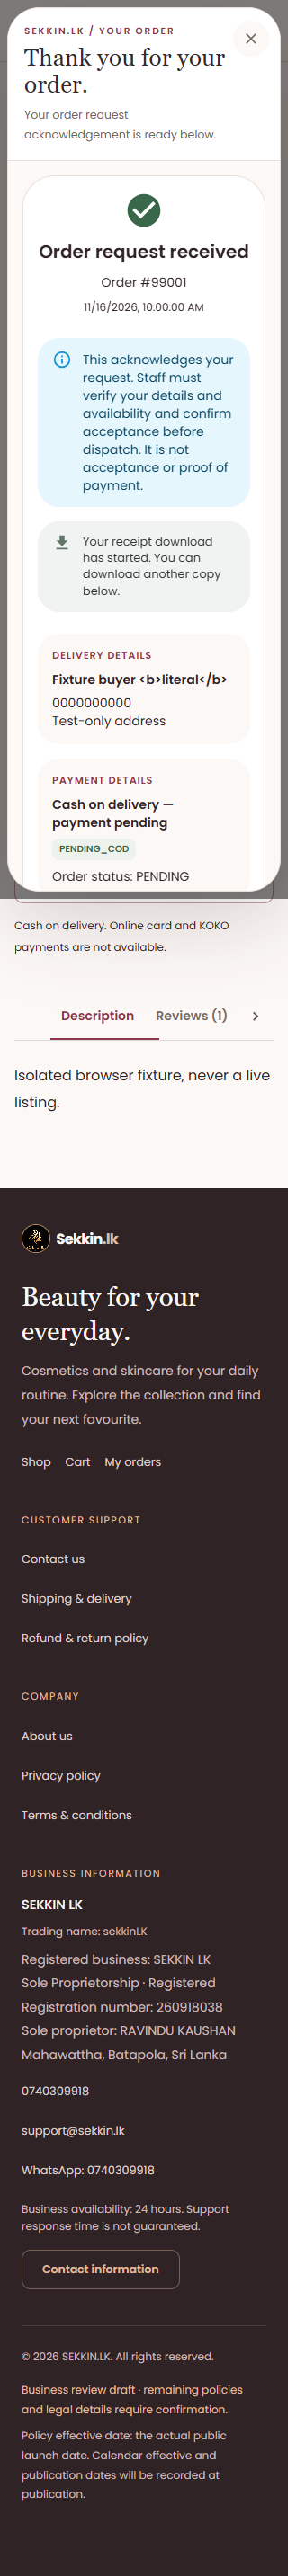 SEKKIN.LK / YOUR ORDER
Thank you for your
order.
Your order request
acknowledgement is ready below.
Order request received
Order #99001
11/16/2026, 10:00:00 AM
This acknowledges your
request. Staff must
verify your details and
availability and confirm
acceptance before
dispatch. It is not
acceptance or proof of
payment.
Your receipt download
has started. You can
download another copy
below.
DELIVERY DETAILS
Fixture buyer <b>literal</b>
0000000000
Test-only address
PAYMENT DETAILS
Cash on delivery —
payment pending
PENDING_COD
Order status: PENDING
Cash on delivery. Online card and KOKO
payments are not available.
Description
Reviews (1)
Isolated browser fixture, never a live
listing.
Sekkin.lk
Beauty for your
everyday.
Cosmetics and skincare for your daily
routine. Explore the collection and find
your next favourite.
Shop Cart My orders
CUSTOMER SUPPORT
Contact us
Shipping & delivery
Refund & return policy
COMPANY
About us
Privacy policy
Terms & conditions
BUSINESS INFORMATION
SEKKIN LK
Trading name: sekkinLK
Registered business: SEKKIN LK
Sole Proprietorship · Registered
Registration number: 260918038
Sole proprietor: RAVINDU KAUSHAN
Mahawattha, Batapola, Sri Lanka
0740309918
support@sekkin.lk
WhatsApp: 0740309918
Business availability: 24 hours. Support
response time is not guaranteed.
Contact information
© 2026 SEKKIN.LK. All rights reserved.
Business review draft · remaining policies
and legal details require confirmation.
Policy effective date: the actual public
launch date. Calendar effective and
publication dates will be recorded at
publication.